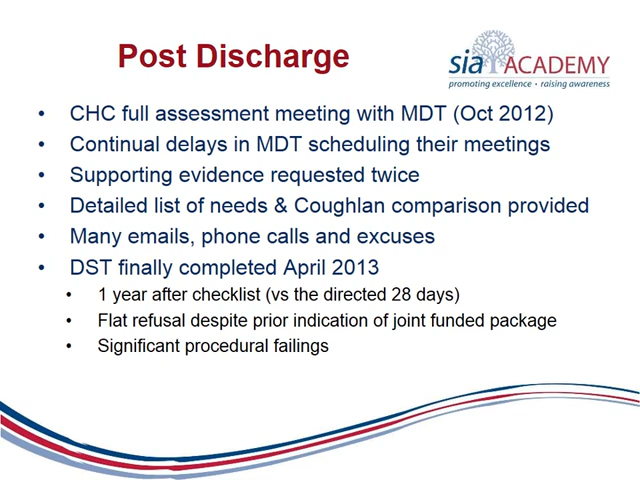 Post Discharge
sia ACADEMY
promoting excellence • raising awareness
• CHC full assessment meeting with MDT (Oct 2012)
• Continual delays in MDT scheduling their meetings
• Supporting evidence requested twice
• Detailed list of needs & Coughlan comparison provided
• Many emails, phone calls and excuses
• DST finally completed April 2013
• 1 year after checklist (vs the directed 28 days)
• Flat refusal despite prior indication of joint funded package
• Significant procedural failings